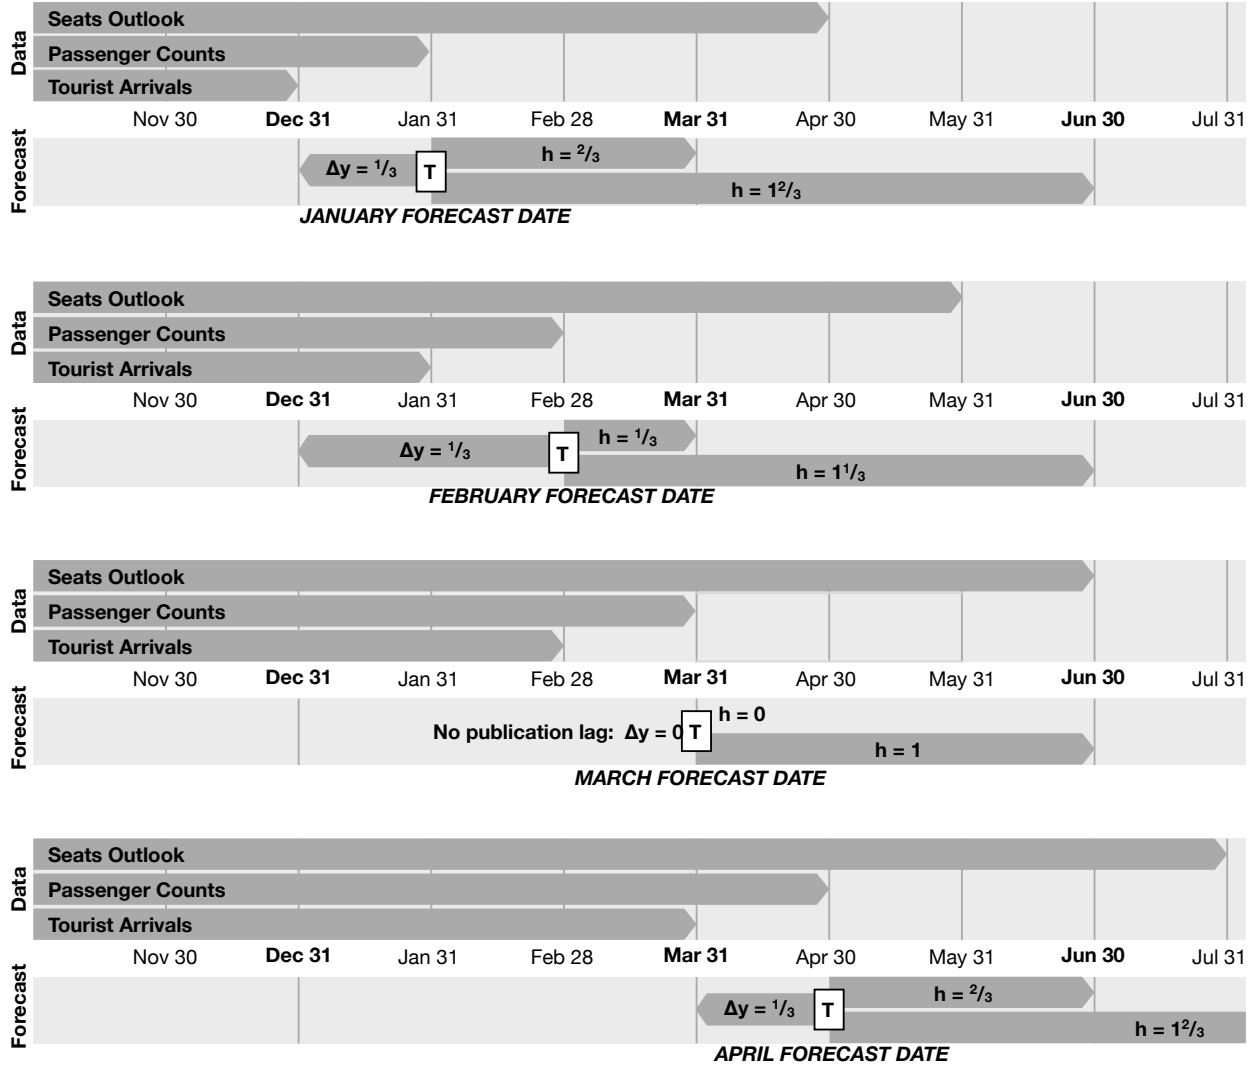 Data
Seats Outlook
Passenger Counts
Tourist Arrivals
Nov 30 Dec 31 Jan 31 Feb 28 Mar 31 Apr 30 May 31 Jun 30 Jul 31
Forecast
h = 2/3
Δy = 1/3 T
h = 12/3
JANUARY FORECAST DATE
Data
Seats Outlook
Passenger Counts
Tourist Arrivals
Nov 30 Dec 31 Jan 31 Feb 28 Mar 31 Apr 30 May 31 Jun 30 Jul 31
Forecast
h = 1/3
Δy = 1/3 T
h = 11/3
FEBRUARY FORECAST DATE
Data
Seats Outlook
Passenger Counts
Tourist Arrivals
Nov 30 Dec 31 Jan 31 Feb 28 Mar 31 Apr 30 May 31 Jun 30 Jul 31
Forecast
h = 0
No publication lag: Δy = 0 T
h = 1
MARCH FORECAST DATE
Data
Seats Outlook
Passenger Counts
Tourist Arrivals
Nov 30 Dec 31 Jan 31 Feb 28 Mar 31 Apr 30 May 31 Jun 30 Jul 31
Forecast
h = 2/3
Δy = 1/3 T
h = 12/3
APRIL FORECAST DATE